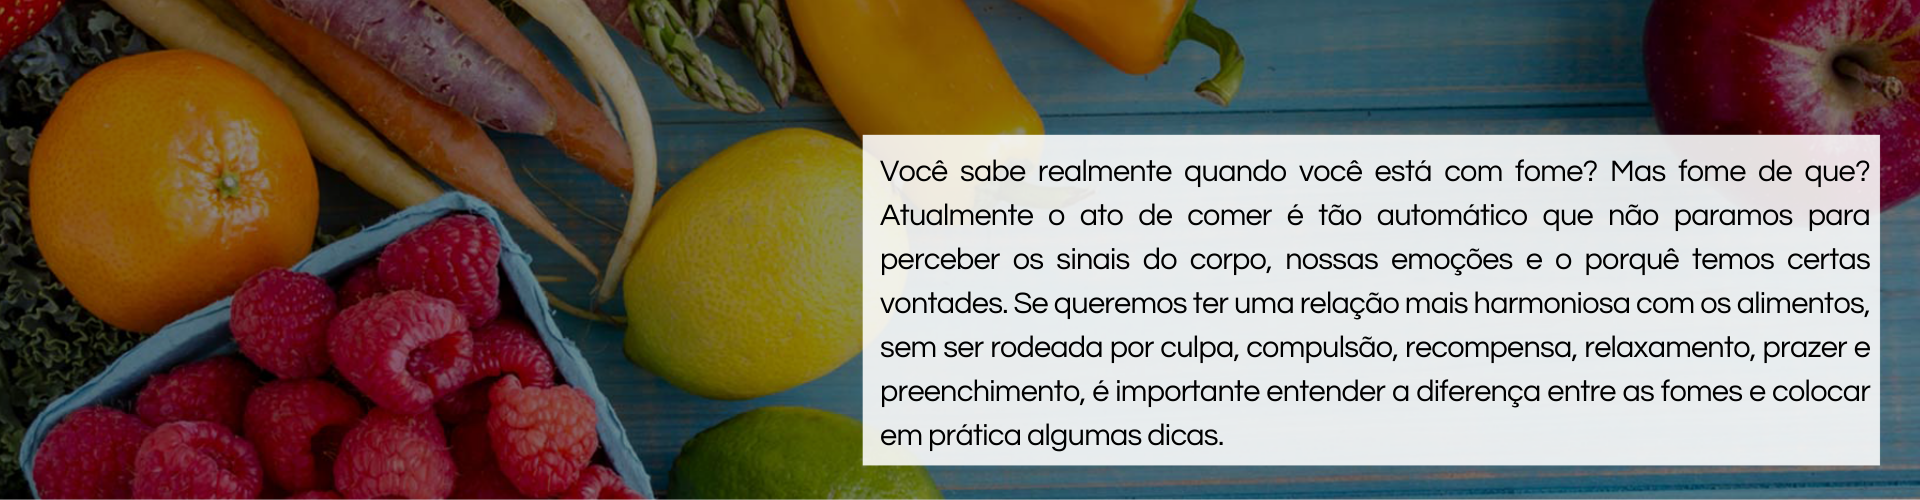 Você sabe realmente quando você está com fome? Mas fome de que?
Atualmente o ato de comer é tão automático que não paramos para
perceber os sinais do corpo, nossas emoções e o porquê temos certas
vontades. Se queremos ter uma relação mais harmoniosa com os alimentos,
sem ser rodeada por culpa, compulsão, recompensa, relaxamento, prazer e
preenchimento, é importante entender a diferença entre as fomes e colocar
em prática algumas dicas.